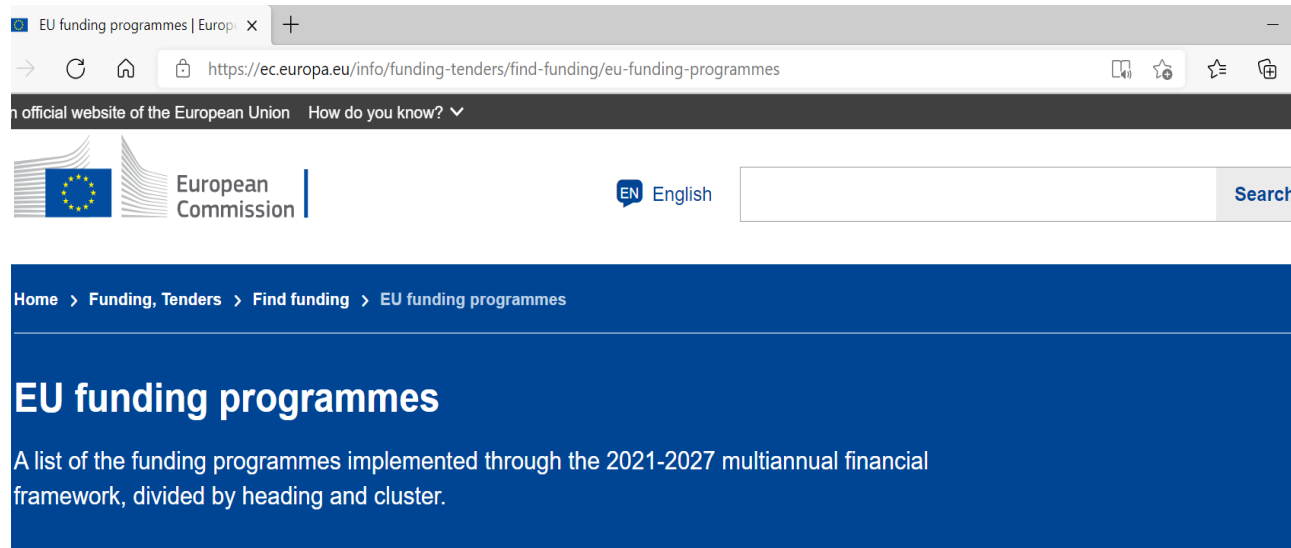 EU funding programmes | Europ
https://ec.europa.eu/info/funding-tenders/find-funding/eu-funding-programmes
n official website of the European Union How do you know?
European
Commission
EN English
Search
Home > Funding, Tenders > Find funding > EU funding programmes
EU funding programmes
A list of the funding programmes implemented through the 2021-2027 multiannual financial
framework, divided by heading and cluster.